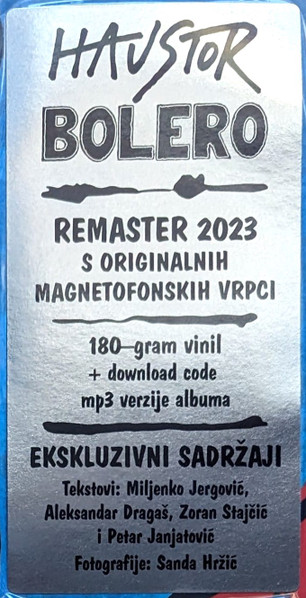 HAUSTOR
BOLERO
REMASTER 2023
S ORIGINALNIH
MAGNETOFONSKIH VRPCI
180-gram vinil
+ download code
mp3 verzije albuma
EKSKLUZIVNI SADRŽAJI
Tekstovi: Miljenko Jergović,
Aleksandar Dragaš, Zoran Stajčić
i Petar Janjatović
Fotografije: Sanda Hržić